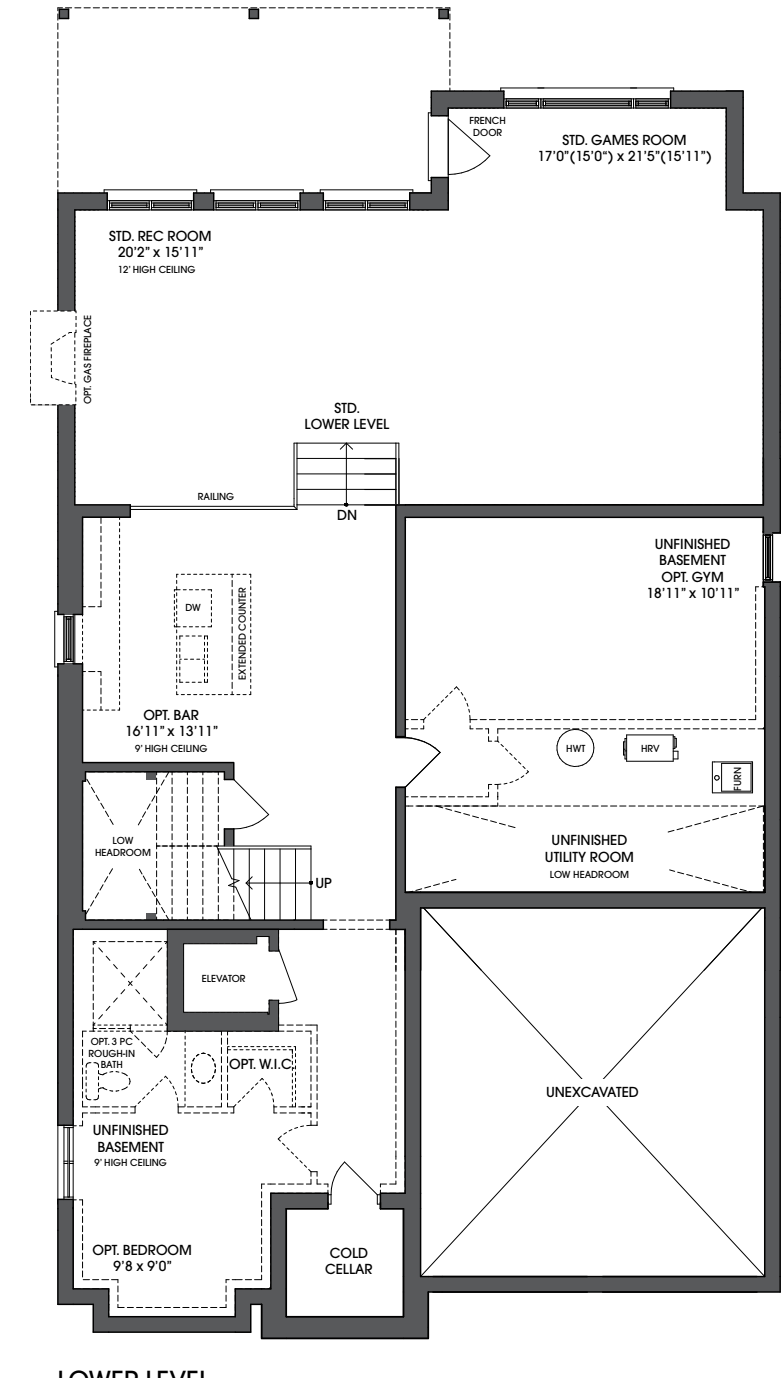 FRENCH
DOOR
STD. GAMES ROOM
17'0"(15'0") x 21'5"(15'11")
STD. REC ROOM
20'2" x 15'11"
12' HIGH CEILING
OPT. GAS FIREPLACE
STD.
LOWER LEVEL
RAILING
DN
UNFINISHED
BASEMENT
OPT. GYM
18'11" x 10'11"
DW
EXTENDED COUNTER
OPT. BAR
16'11" x 13'11"
9' HIGH CEILING
HWT
HRV
FURN
LOW
HEADROOM
UNFINISHED
UTILITY ROOM
LOW HEADROOM
UP
ELEVATOR
OPT. 3 PC
ROUGH-IN
BATH
OPT. W.I.C
UNEXCAVATED
UNFINISHED
BASEMENT
9' HIGH CEILING
OPT. BEDROOM
9'8 x 9'0"
COLD
CELLAR
LOWER LEVEL